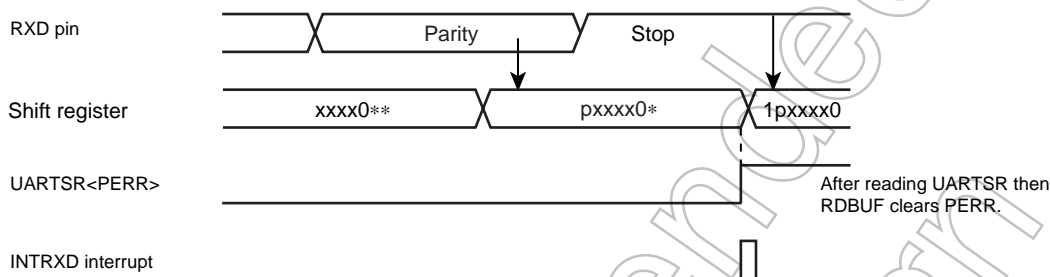 RXD pin
Parity
Stop
Shift register
xxxx0**
pxxxx0*
1pxxxx0
UARTSR<PERR>
After reading UARTSR then
RDBUF clears PERR.
INTRXD interrupt